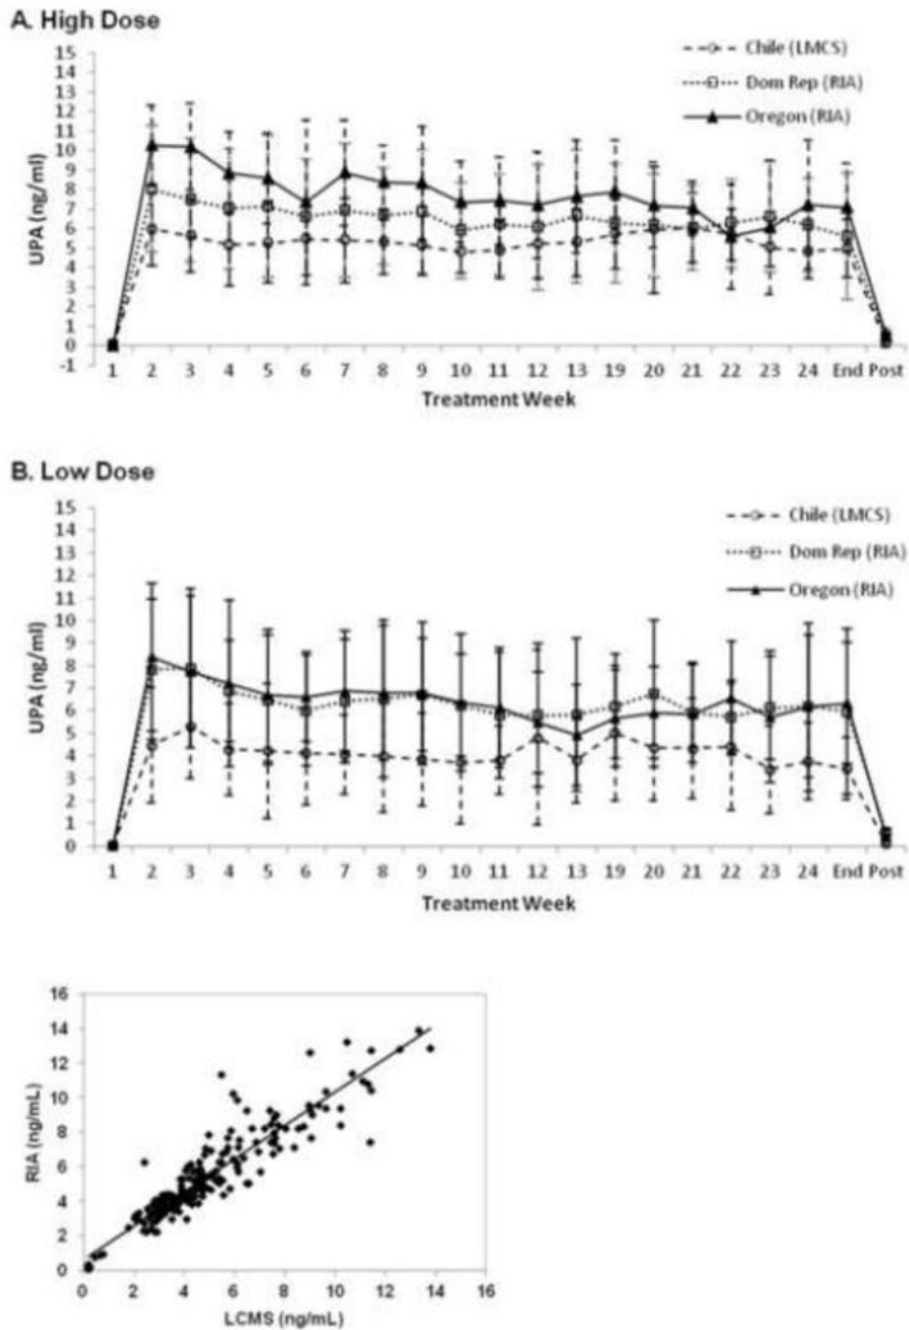 A. High Dose
Chile (LMCS)
Dom Rep (RIA)
Oregon (RIA)
UPA (ng/ml)
15
14
13
12
11
10
9
8
7
6
5
4
3
2
1
0
-1
1 2 3 4 5 6 7 8 9 10 11 12 13 19 20 21 22 23 24 End Post
Treatment Week
B. Low Dose
Chile (LMCS)
Dom Rep (RIA)
Oregon (RIA)
UPA (ng/ml)
15
14
13
12
11
10
9
8
7
6
5
4
3
2
1
0
1 2 3 4 5 6 7 8 9 10 11 12 13 19 20 21 22 23 24 End Post
Treatment Week
RIA (ng/mL)
16
14
12
10
8
6
4
2
0
0 2 4 6 8 10 12 14 16
LCMS (ng/mL)